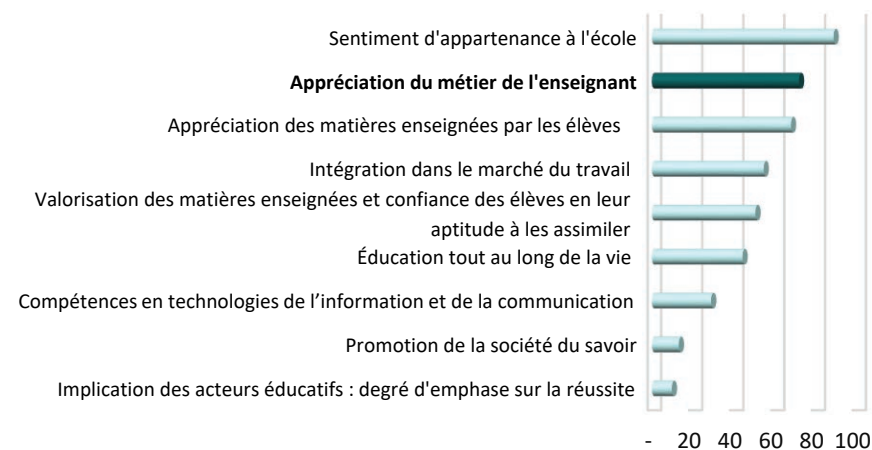 Sentiment d'appartenance à l'école
Appréciation du métier de l'enseignant
Appréciation des matières enseignées par les élèves
Intégration dans le marché du travail
Valorisation des matières enseignées et confiance des élèves en leur
aptitude à les assimiler
Éducation tout au long de la vie
Compétences en technologies de l’information et de la communication
Promotion de la société du savoir
Implication des acteurs éducatifs : degré d'emphase sur la réussite
- 20 40 60 80 100